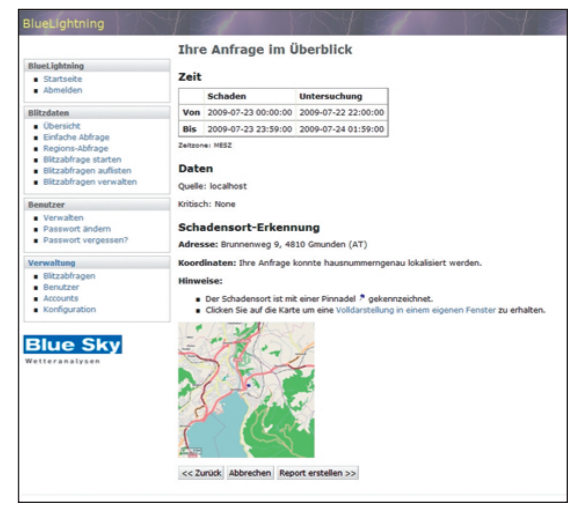 BlueLightning
BlueLightning
Startseite
Abmelden
Blitzdaten
Übersicht
Einfache Abfrage
Regions-Abfrage
Blitzabfrage starten
Blitzabfragen auflisten
Blitzabfragen verwalten
Benutzer
Verwalten
Passwort ändern
Passwort vergessen?
Verwaltung
Blitzabfragen
Benutzer
Accounts
Konfiguration
Blue Sky
Wetteranalysen
Ihre Anfrage im Überblick
Zeit
Schaden Untersuchung
Von 2009-07-23 00:00:00 2009-07-22 22:00:00
Bis 2009-07-23 23:59:00 2009-07-24 01:59:00
Zeitzone: MESZ
Daten
Quelle: localhost
Kritisch: None
Schadensort-Erkennung
Adresse: Brunnenweg 9, 4810 Gmunden (AT)
Koordinaten: Ihre Anfrage konnte hausnummerngenau lokalisiert werden.
Hinweise:
Der Schadensort ist mit einer Pinnadel gekennzeichnet.
Clicken Sie auf die Karte um eine Volldarstellung in einem eigenen Fenster zu erhalten.
<< Zurück Abbrechen Report erstellen >>